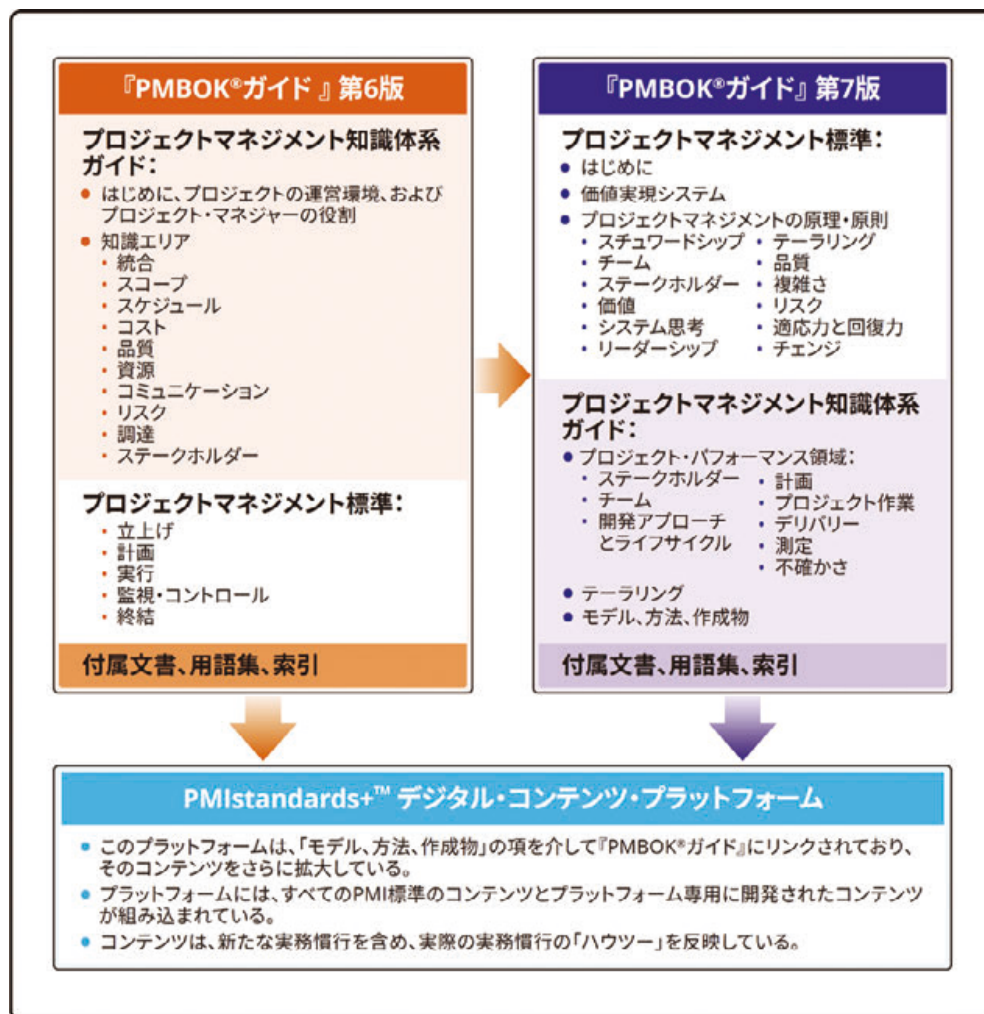 『PMBOK®ガイド 』第6版
プロジェクトマネジメント知識体系
ガイド：
● はじめに、プロジェクトの運営環境、および
プロジェクト・マネジャーの役割
● 知識エリア
・ 統合
・ スコープ
・ スケジュール
・ コスト
・ 品質
・ 資源
・ コミュニケーション
・ リスク
・ 調達
・ ステークホルダー
プロジェクトマネジメント標準：
・ 立上げ
・ 計画
・ 実行
・ 監視・コントロール
・ 終結
付属文書、用語集、索引
『PMBOK®ガイド』第7版
プロジェクトマネジメント標準：
● はじめに
● 価値実現システム
● プロジェクトマネジメントの原理・原則
・ スチュワードシップ
・ チーム
・ ステークホルダー
・ 価値
・ システム思考
・ リーダーシップ
・ テーラリング
・ 品質
・ 複雑さ
・ リスク
・ 適応力と回復力
・ チェンジ
プロジェクトマネジメント知識体系
ガイド：
● プロジェクト・パフォーマンス領域：
・ ステークホルダー
・ チーム
・ 開発アプローチ
とライフサイクル
・ 計画
・ プロジェクト作業
・ デリバリー
・ 測定
・ 不確かさ
● テーラリング
● モデル、方法、作成物
付属文書、用語集、索引
PMIstandards+™ デジタル・コンテンツ・プラットフォーム
● このプラットフォームは、「モデル、方法、作成物」の項を介して『PMBOK®ガイド』にリンクされており、
そのコンテンツをさらに拡大している。
● プラットフォームには、すべてのPMI標準のコンテンツとプラットフォーム専用に開発されたコンテンツ
が組み込まれている。
● コンテンツは、新たな実務慣行を含め、実際の実務慣行の「ハウツー」を反映している。